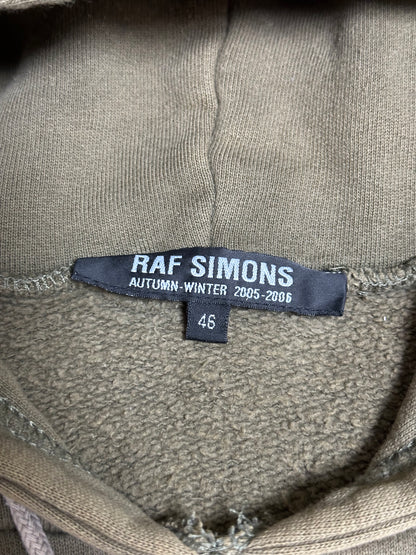 RAF SIMONS
AUTUMN-WINTER 2005-2006
46